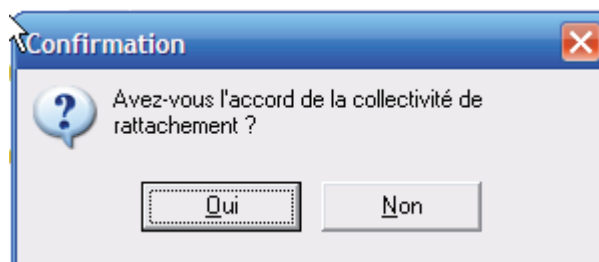 Confirmation
Avez-vous l'accord de la collectivité de
rattachement ?
Oui Non